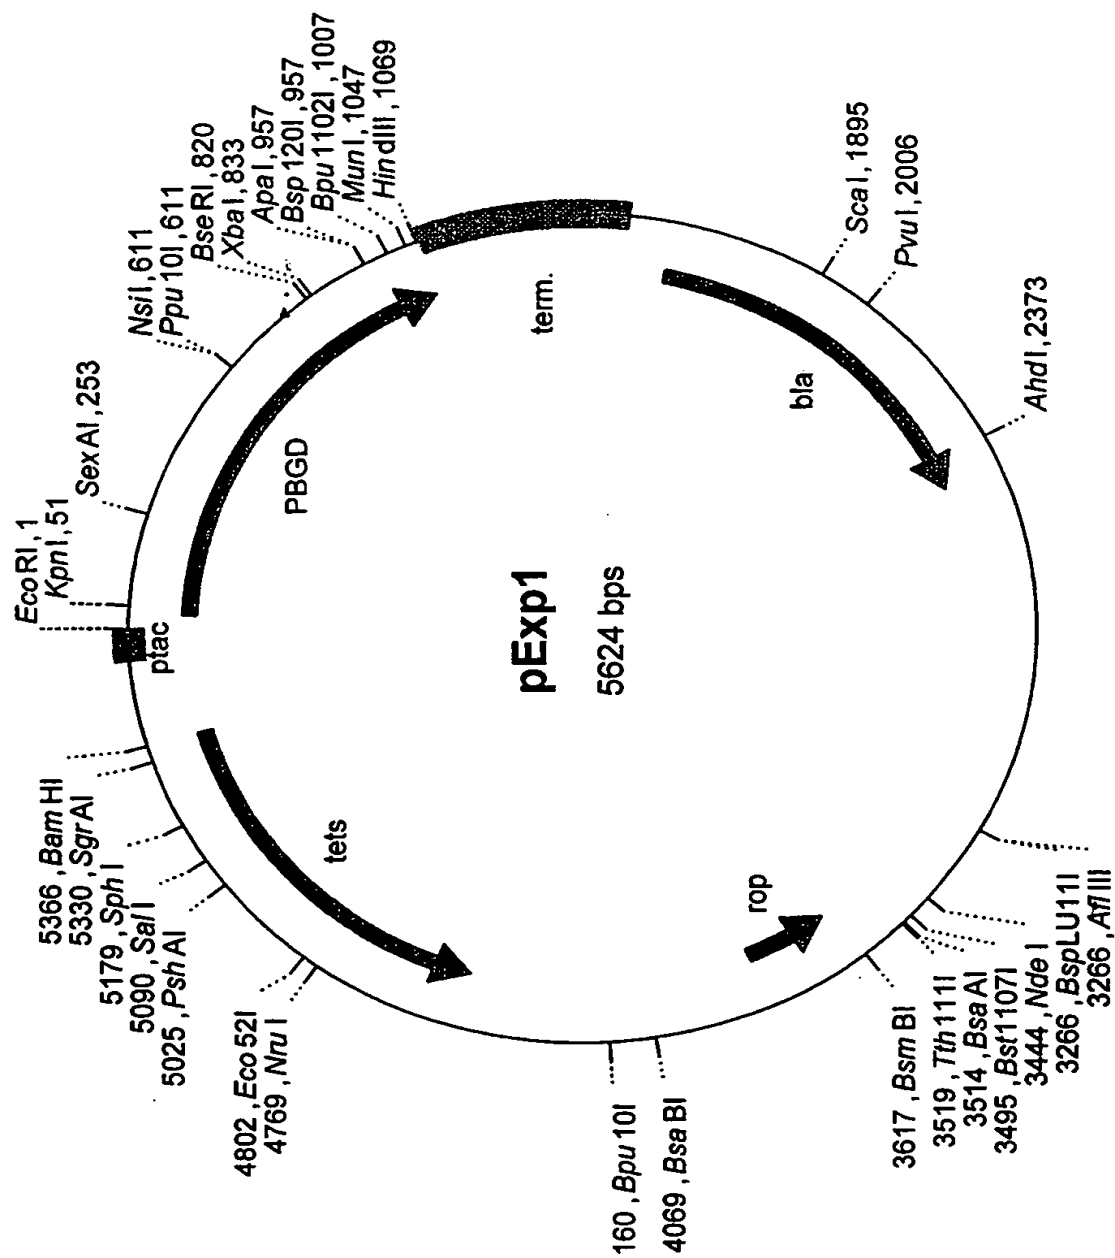 EcoRI, 1
KpnI, 51
SexAI, 253
NsiI, 611
Ppu10I, 611
BseRI, 820
XbaI, 833
ApaI, 957
Bsp120I, 957
Bpu1102I, 1007
MunI, 1047
HindIII, 1069
ScaI, 1895
PvuI, 2006
AhdI, 2373
3266, AflIII
3266, BspLU11I
3444, NdeI
3495, Bst1107I
3514, BsaAI
3519, Tth111I
3617, BsmBI
4069, BsaBI
160, Bpu10I
4769, NruI
4802, Eco52I
5025, PshAI
5090, SalI
5179, SphI
5330, SgrAI
5366, BamHI
ptac
PBGD
term.
bla
rop
tets
pExp1
5624 bps